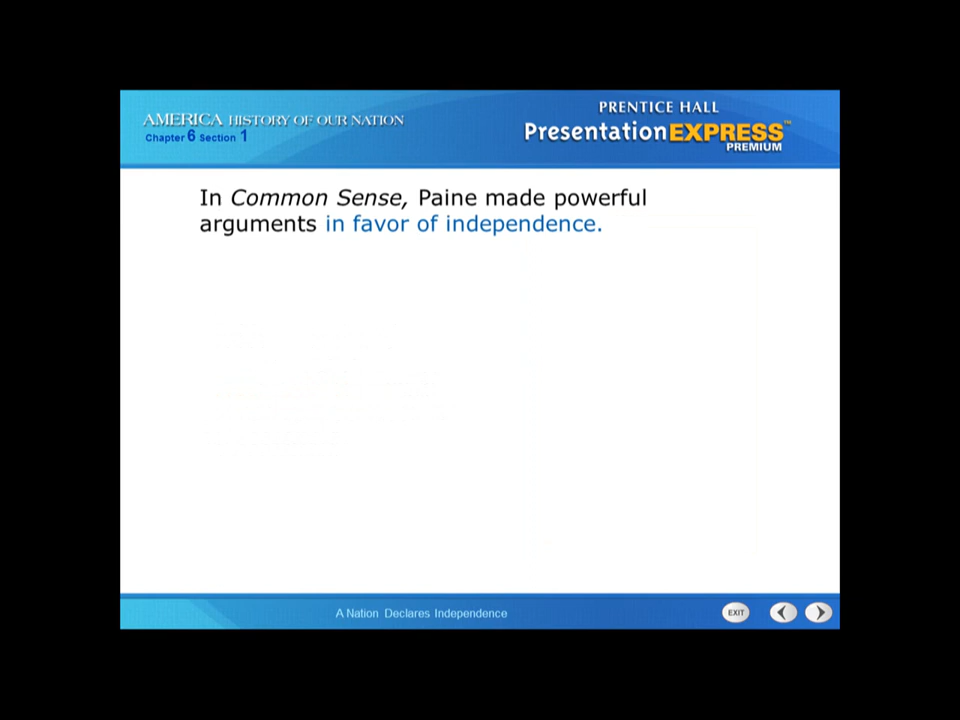 AMERICA HISTORY OF OUR NATION
Chapter 6 Section 1
PRENTICE HALL
PresentationEXPRESS™
PREMIUM
In Common Sense, Paine made powerful
arguments in favor of independence.
A Nation Declares Independence
EXIT